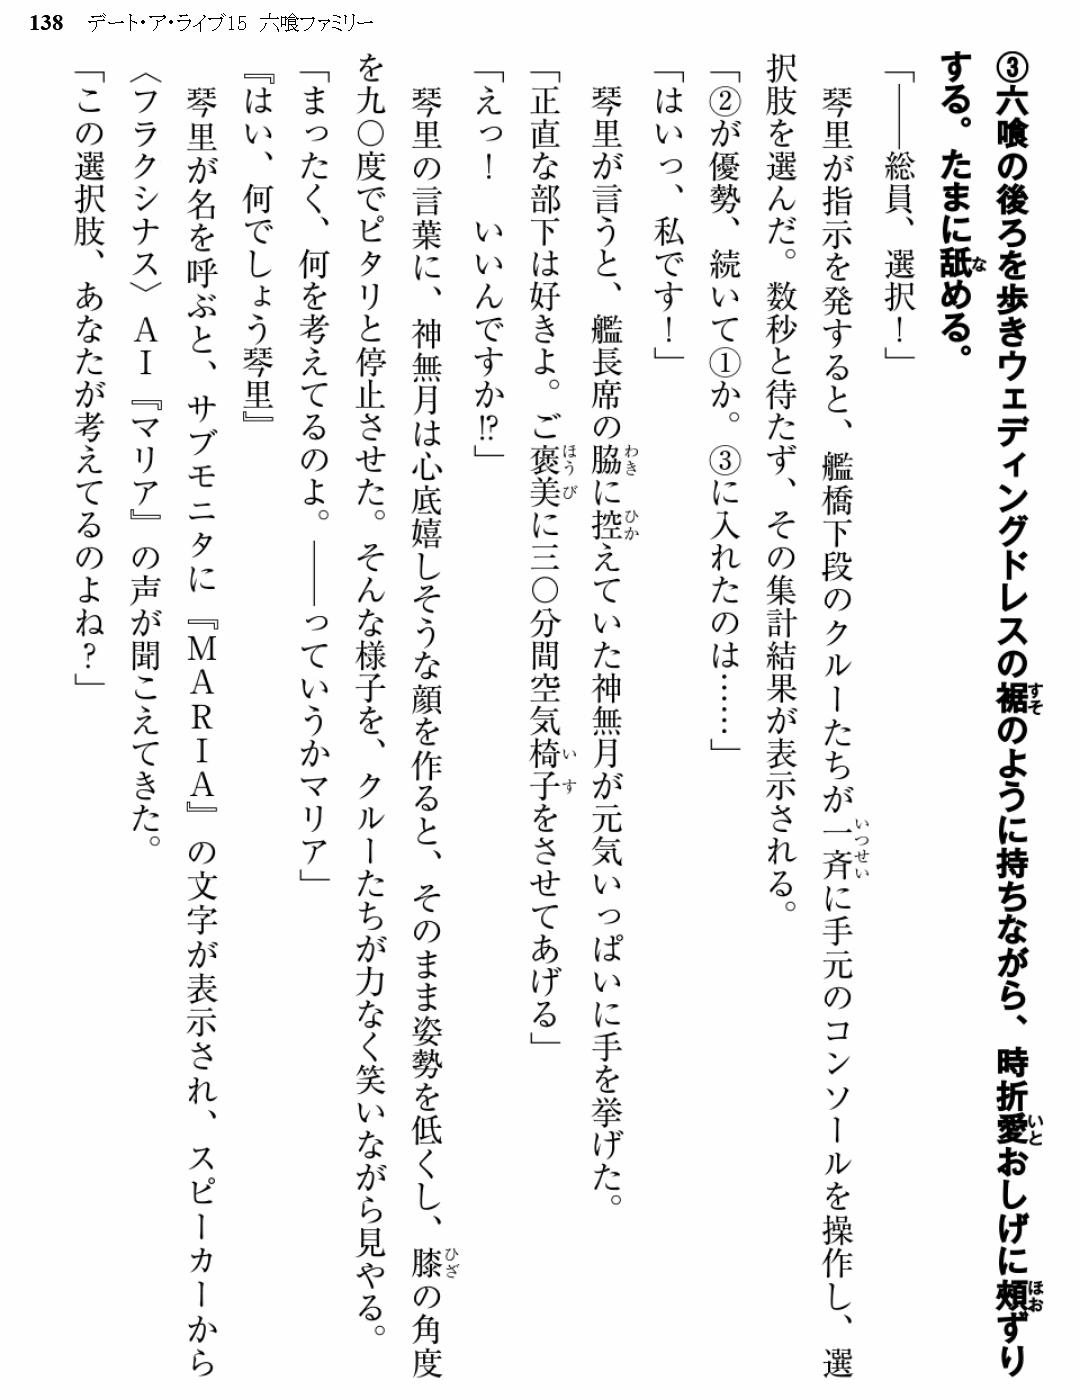 138 デート・ア・ライブ15 六喰ファミリー
③六喰の後ろを歩きウェディングドレスの裾のように持ちながら、時折愛おしげに頬ずり
する。たまに舐める。
「――総員、選択！」
　琴里が指示を発すると、艦橋下段のクルーたちが一斉に手元のコンソールを操作し、選
択肢を選んだ。数秒と待たず、その集計結果が表示される。
「②が優勢、続いて①か。③に入れたのは……」
「はいっ、私です！」
　琴里が言うと、艦長席の脇に控えていた神無月が元気いっぱいに手を挙げた。
「正直な部下は好きよ。ご褒美に三〇分間空気椅子をさせてあげる」
「えっ！　いいんですか⁉」
　琴里の言葉に、神無月は心底嬉しそうな顔を作ると、そのまま姿勢を低くし、膝の角度
を九〇度でピタリと停止させた。そんな様子を、クルーたちが力なく笑いながら見やる。
「まったく、何を考えてるのよ。――っていうかマリア」
『はい、何でしょう琴里』
　琴里が名を呼ぶと、サブモニタに『ＭＡＲＩＡ』の文字が表示され、スピーカーから
〈フラクシナス〉ＡＩ『マリア』の声が聞こえてきた。
「この選択肢、あなたが考えてるのよね？」